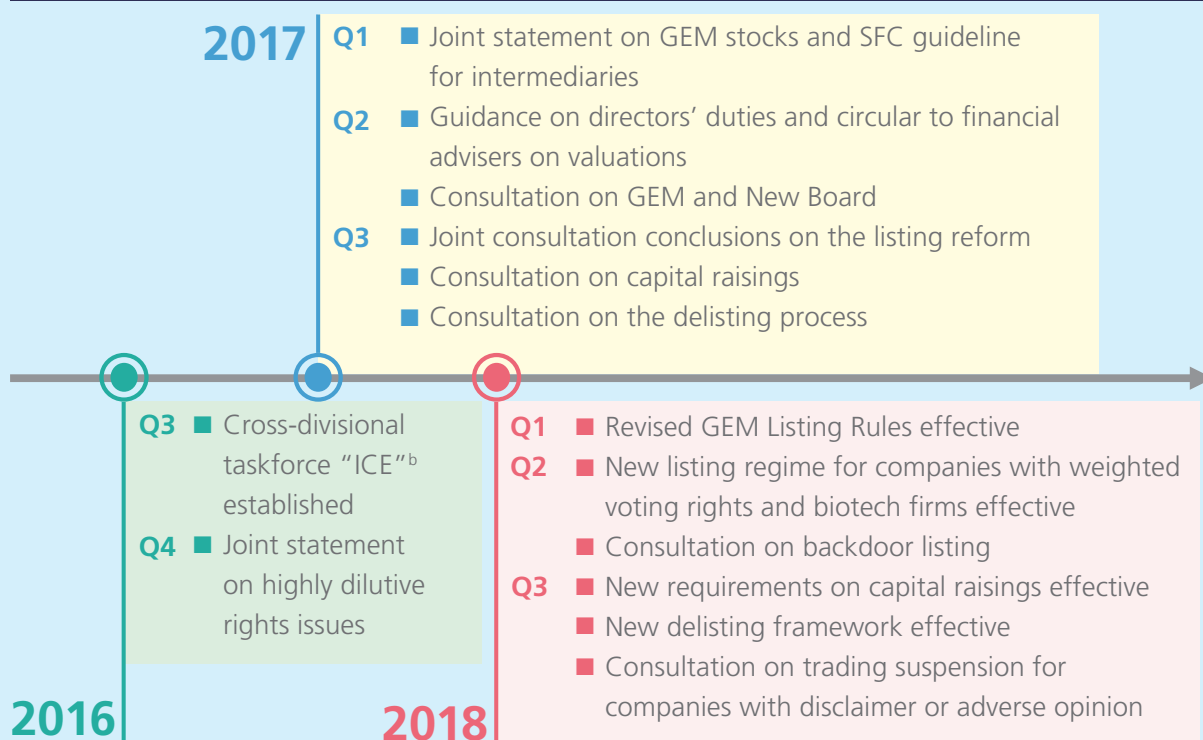 2017
Q1 ■ Joint statement on GEM stocks and SFC guideline
for intermediaries
Q2 ■ Guidance on directors’ duties and circular to financial
advisers on valuations
■ Consultation on GEM and New Board
Q3 ■ Joint consultation conclusions on the listing reform
■ Consultation on capital raisings
■ Consultation on the delisting process
2016
Q3 ■ Cross-divisional
taskforce “ICE”ᵇ
established
Q4 ■ Joint statement
on highly dilutive
rights issues
2018
Q1 ■ Revised GEM Listing Rules effective
Q2 ■ New listing regime for companies with weighted
voting rights and biotech firms effective
■ Consultation on backdoor listing
Q3 ■ New requirements on capital raisings effective
■ New delisting framework effective
■ Consultation on trading suspension for
companies with disclaimer or adverse opinion